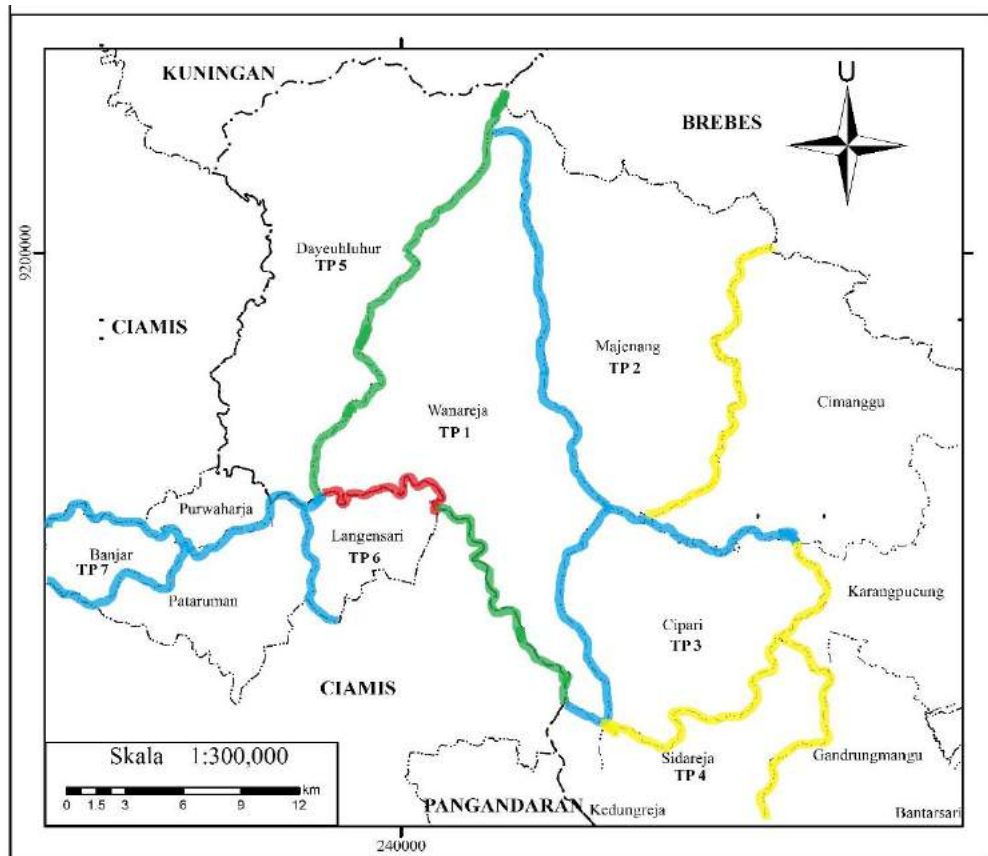 KUNINGAN
U
BREBES
Dayeuhluhur
TP 5
9200000
CIAMIS
Majenang
TP 2
Cimanggu
Wanareja
TP 1
Purwaharja
Langensari
TP 6
Banjar
TP 7
Pataruman
Karangpucung
Cipari
TP 3
CIAMIS
Skala 1:300,000
km
0 1.5 3 6 9 12
Sidareja
TP 4
Gandrungmangu
PANGANDARAN
Kedungreja
Bantarsari
240000